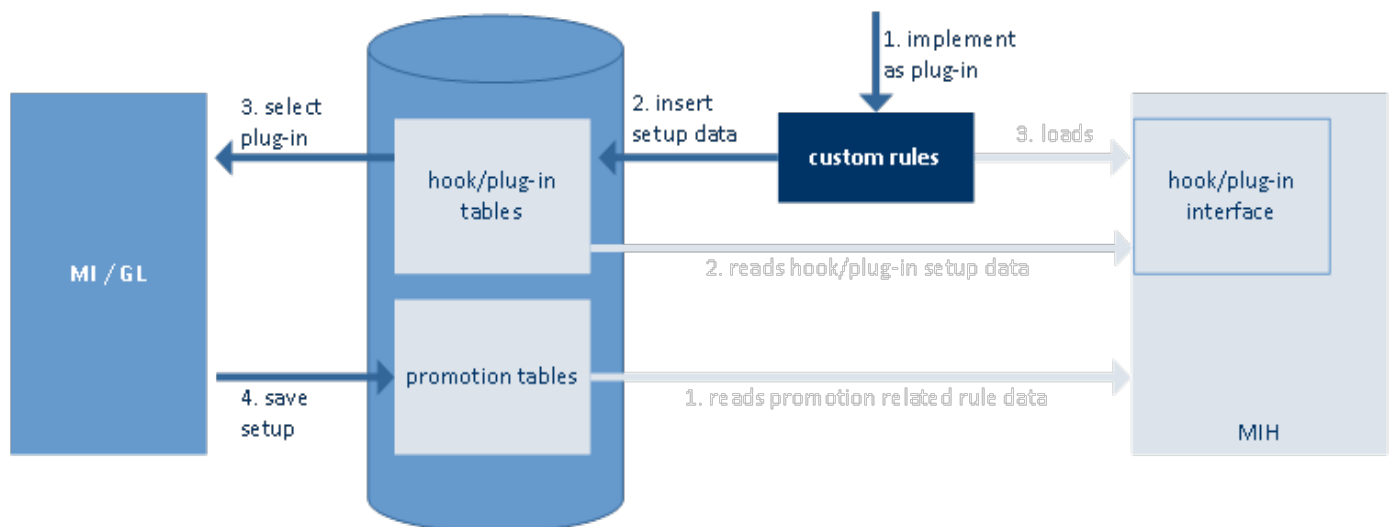 1. implement
as plug-in
3. select
plug-in
2. insert
setup data
custom rules
3. loads
hook/plug-in
tables
hook/plug-in
interface
MI / GL
2. reads hook/plug-in setup data
promotion tables
4. save
setup
1. reads promotion related rule data
MIH